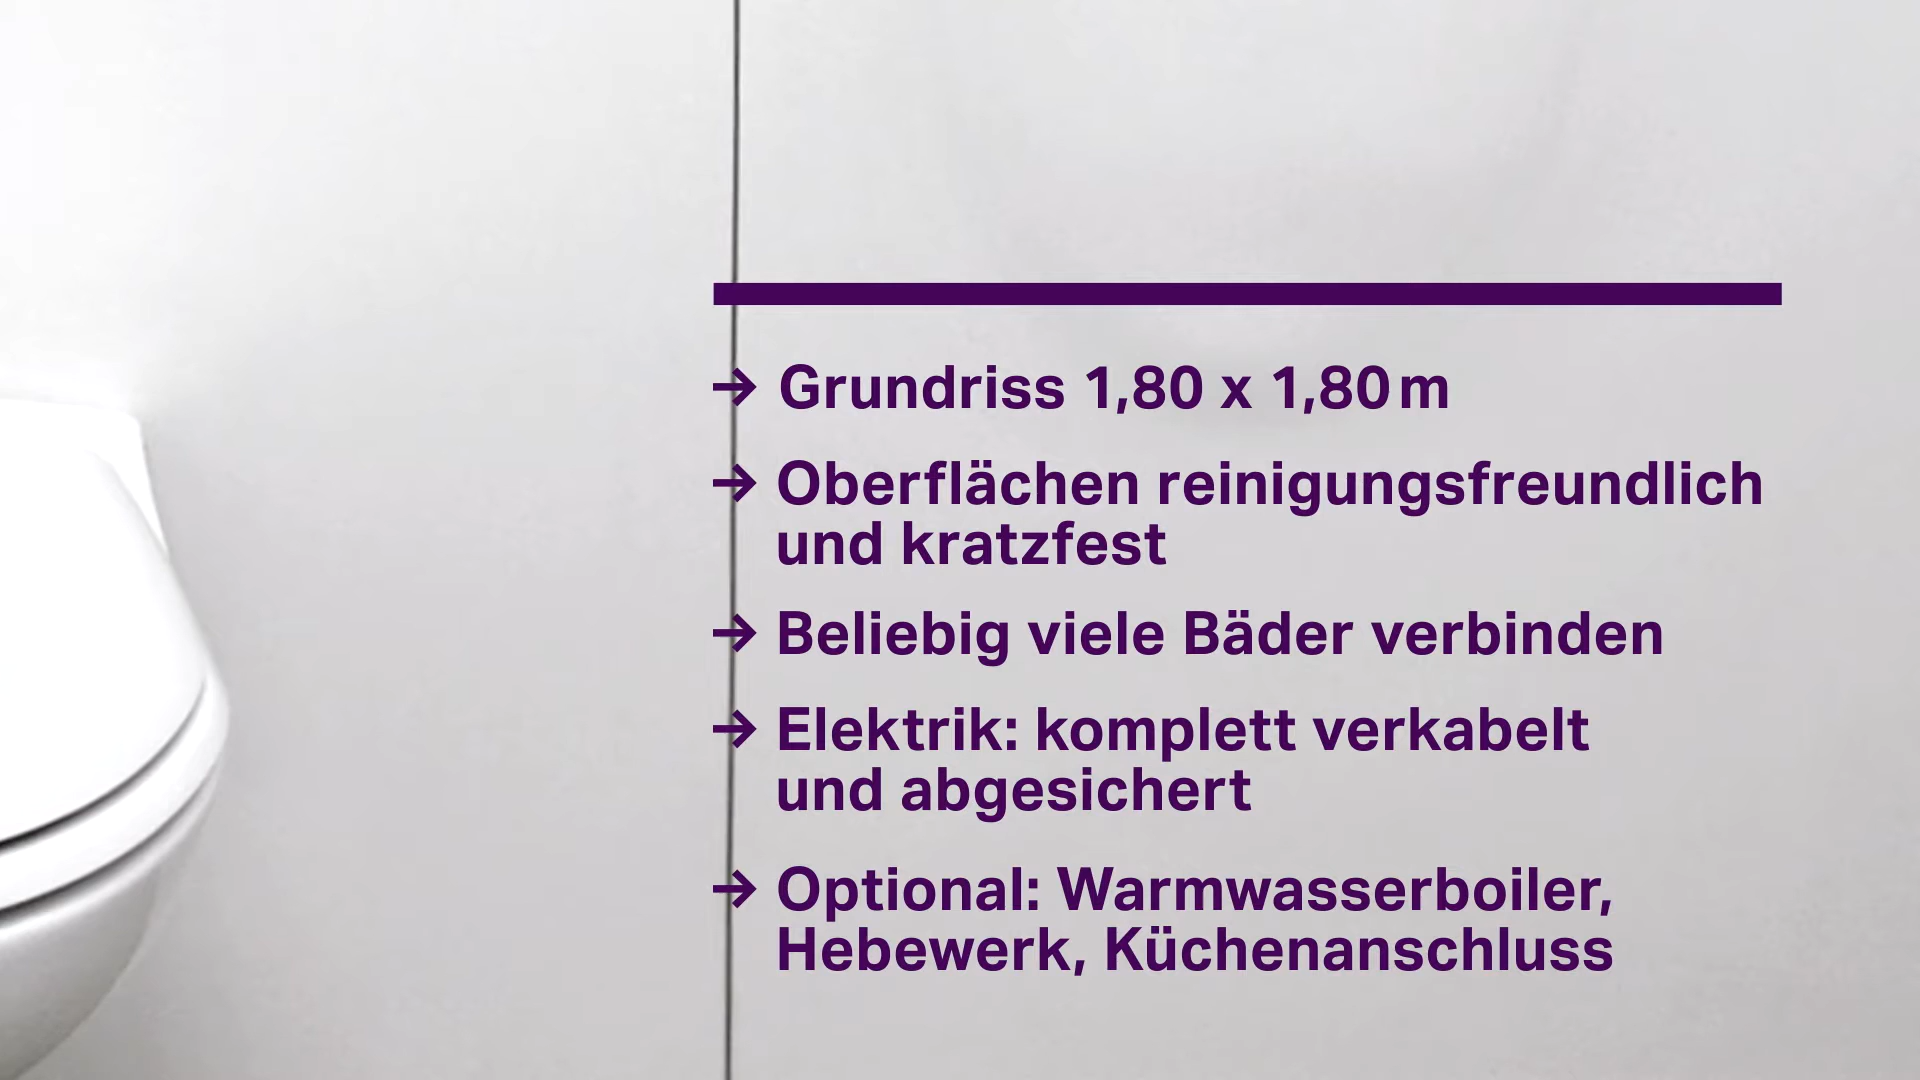 → Grundriss 1,80 x 1,80 m
→ Oberflächen reinigungsfreundlich
und kratzfest
→ Beliebig viele Bäder verbinden
→ Elektrik: komplett verkabelt
und abgesichert
→ Optional: Warmwasserboiler,
Hebewerk, Küchenanschluss